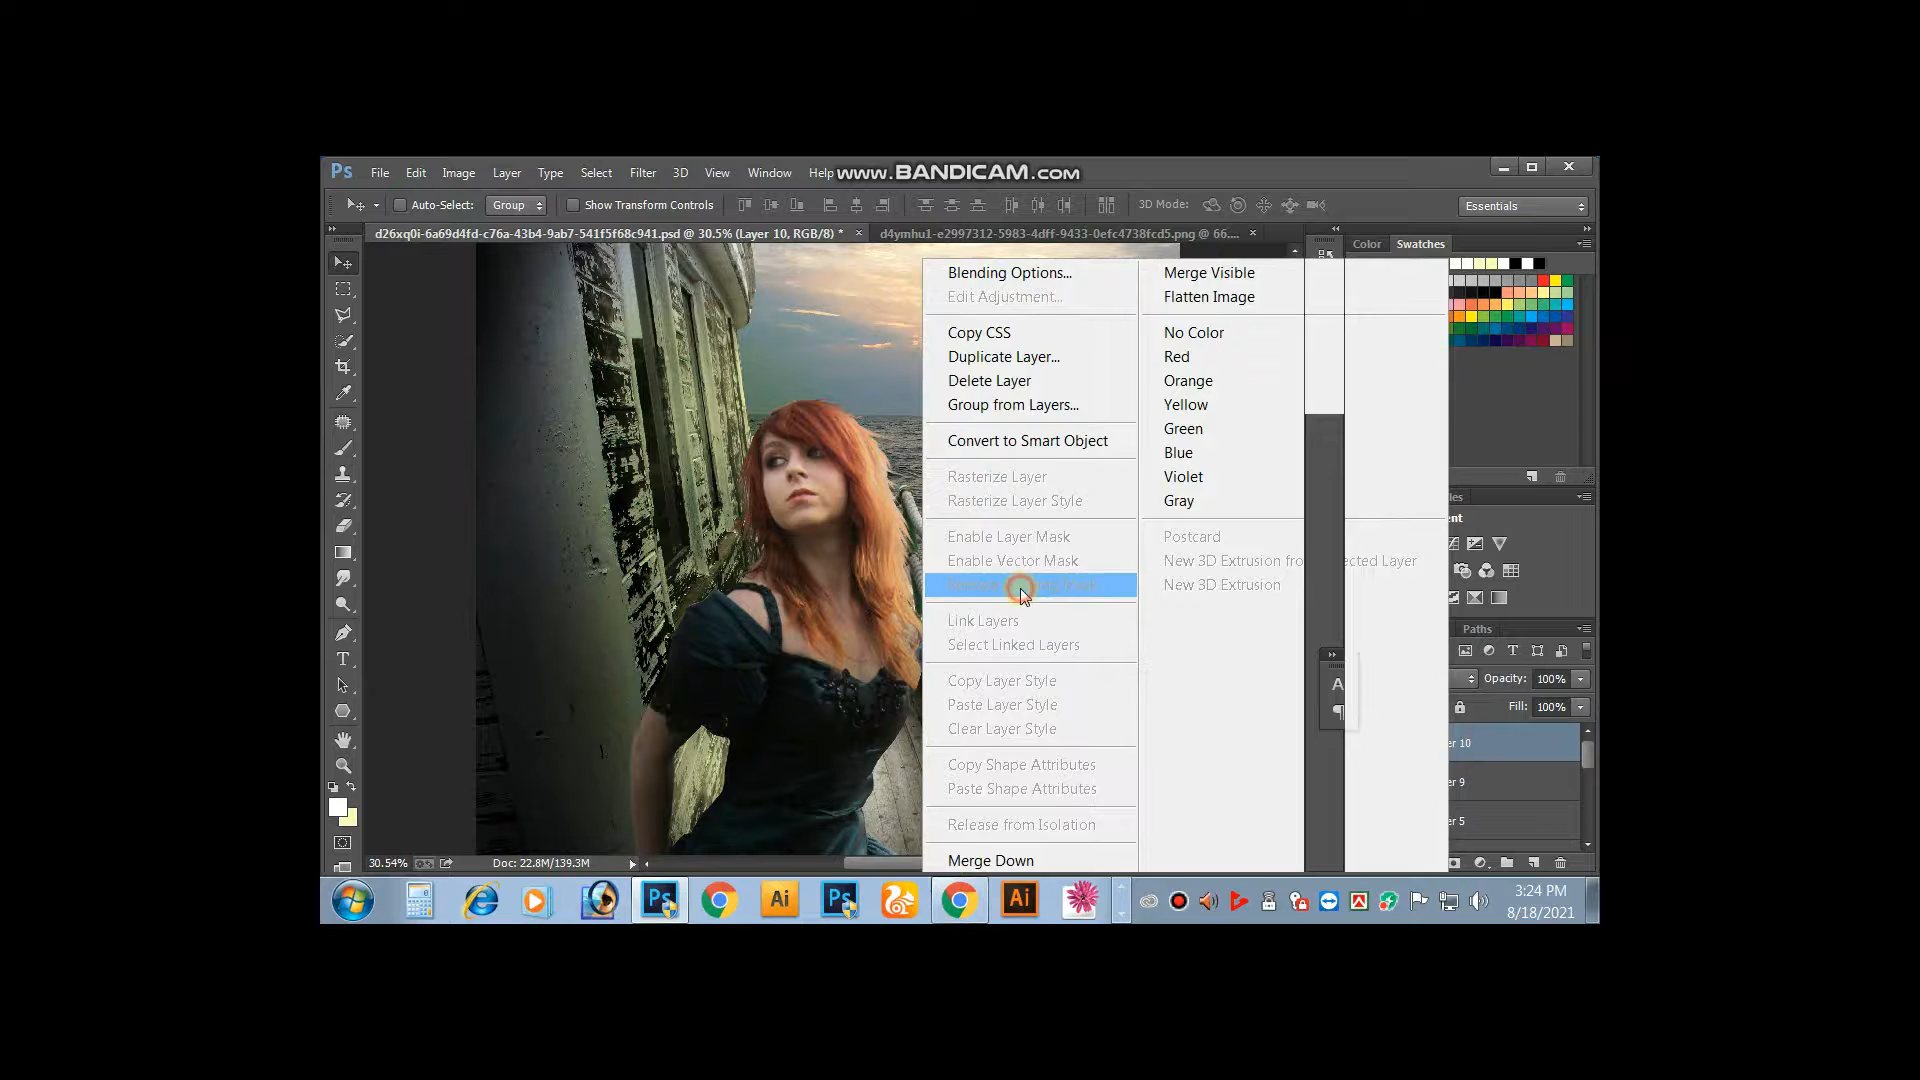 Ps File Edit Image Layer Type Select Filter 3D View Window Help www.BANDICAM.com
Auto-Select: Group Show Transform Controls 3D Mode: Essentials
d26xq0i-6a69d4fd-c76a-43b4-9ab7-541f5f68c941.psd @ 30.5% (Layer 10, RGB/8) * × d4ymhu1-e2997312-5983-4dff-9433-0efc4738fcd5.png @ 66.... ×
Color Swatches
Blending Options... Merge Visible
Edit Adjustment... Flatten Image
Copy CSS No Color
Duplicate Layer... Red
Delete Layer Orange
Group from Layers... Yellow
Green
Convert to Smart Object
Blue
Rasterize Layer Violet
Rasterize Layer Style Gray
Enable Layer Mask Postcard
Enable Vector Mask New 3D Extrusion fro ected Layer
New 3D Extrusion
Link Layers
Select Linked Layers
Paths
Copy Layer Style
Opacity: 100%
Paste Layer Style
Fill: 100%
Clear Layer Style
er 10
Copy Shape Attributes
er 9
Paste Shape Attributes
Release from Isolation
er 5
Merge Down
30.54% Doc: 22.8M/139.3M
Ps Ai Ps Ai
3:24 PM
8/18/2021